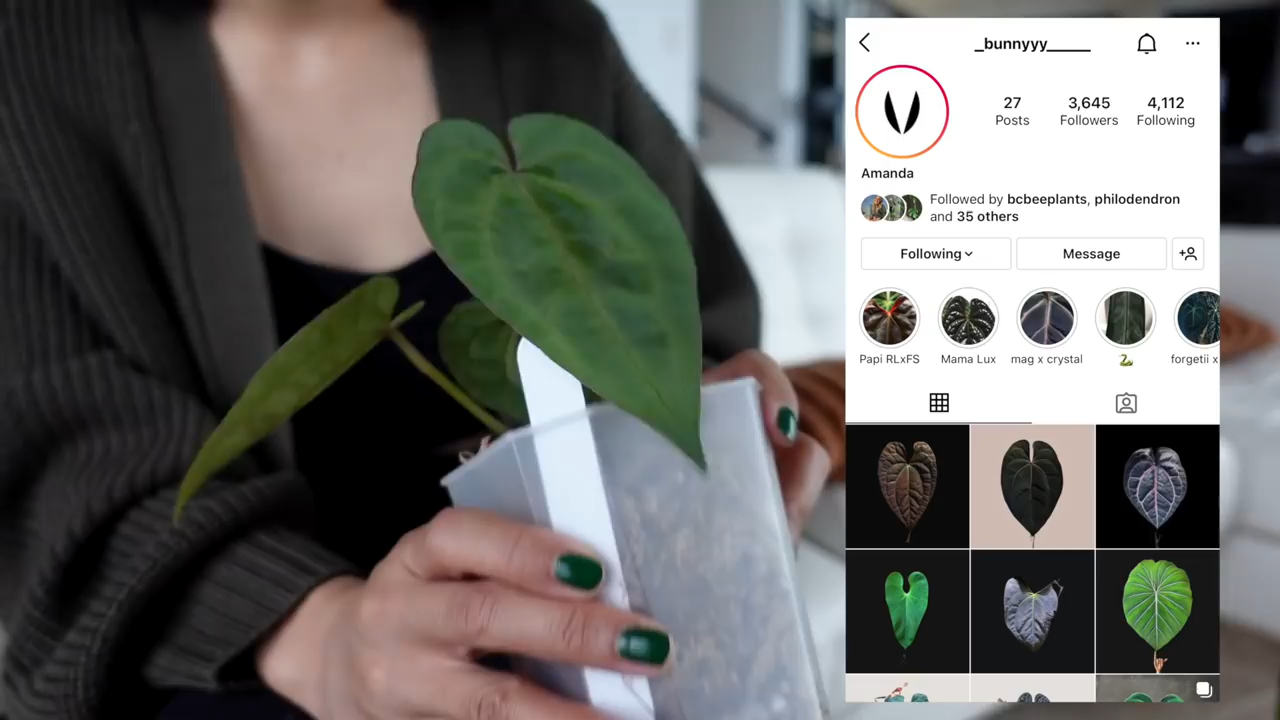 _bunnyyy_____
27
3,645
4,112
Posts
Followers
Following
Amanda
Followed by bcbeeplants, philodendron
and 35 others
Following
Message
Papi RLxFS
Mama Lux
mag x crystal
forgetii x